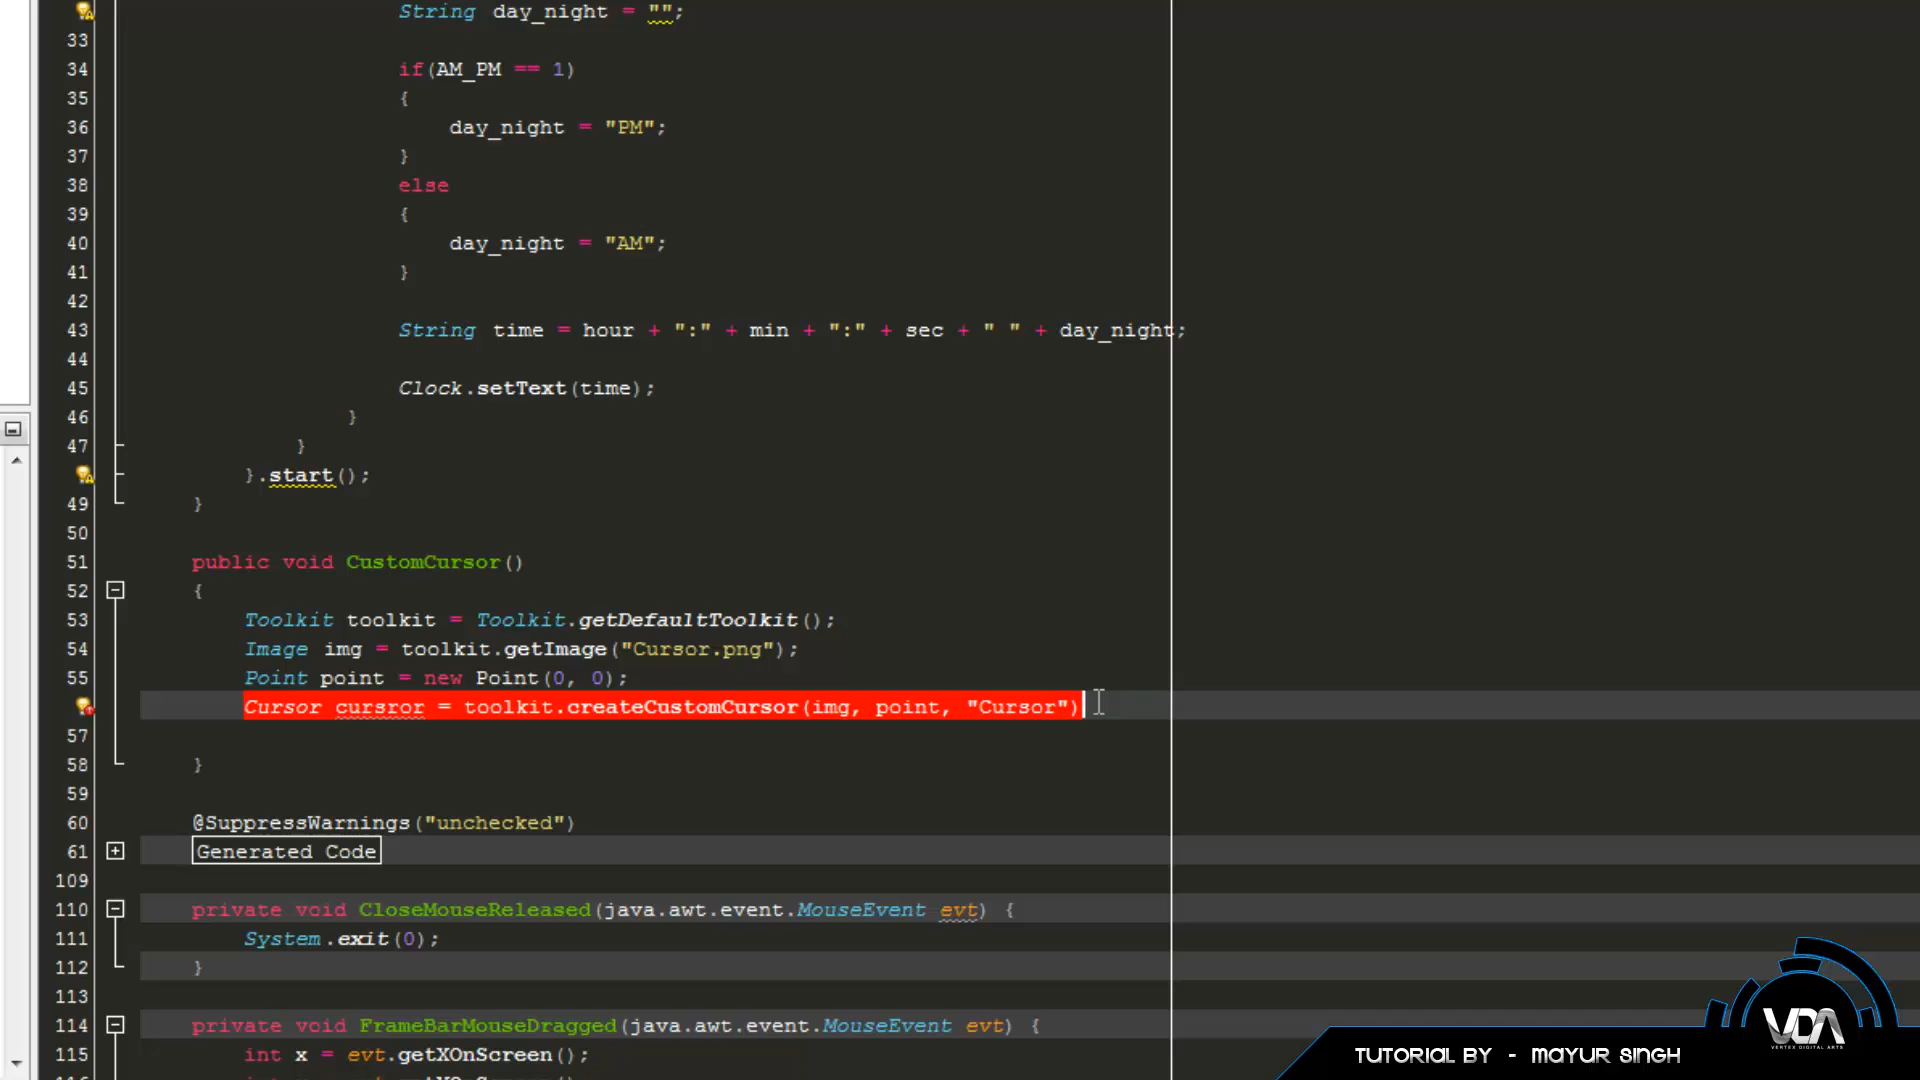 String day_night = "";
33
34 if(AM_PM == 1)
35 {
36 day_night = "PM";
37 }
38 else
39 {
40 day_night = "AM";
41 }
42
43 String time = hour + ":" + min + ":" + sec + " " + day_night;
44
45 Clock.setText(time);
46 }
47 }
}.start();
49 }
50
51 public void CustomCursor()
52 {
53 Toolkit toolkit = Toolkit.getDefaultToolkit();
54 Image img = toolkit.getImage("Cursor.png");
55 Point point = new Point(0, 0);
Cursor cursror = toolkit.createCustomCursor(img, point, "Cursor")
57
58 }
59
60 @SuppressWarnings("unchecked")
61 Generated Code
109
110 private void CloseMouseReleased(java.awt.event.MouseEvent evt) {
111 System.exit(0);
112 }
113
114 private void FrameBarMouseDragged(java.awt.event.MouseEvent evt) {
115 int x = evt.getXOnScreen();
VDA
VERTEX DIGITAL ARTS
TUTORIAL BY - MAYUR SINGH